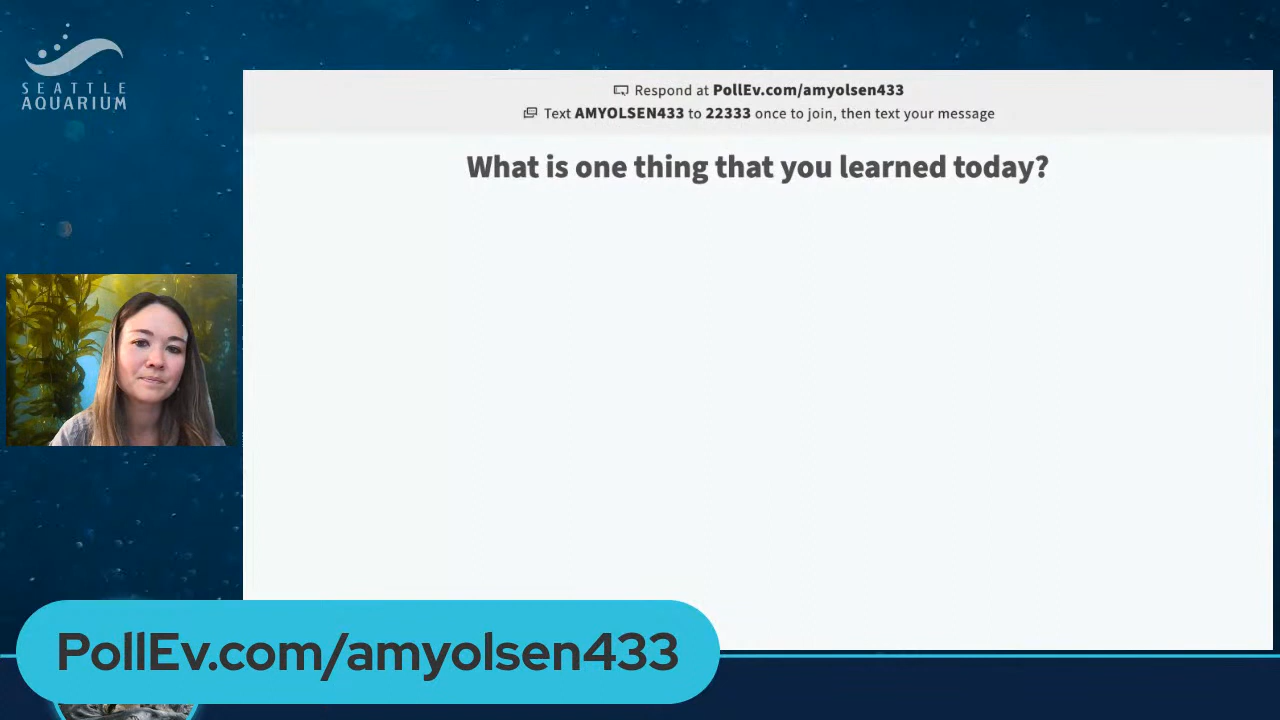 SEATTLE
AQUARIUM
Respond at PollEv.com/amyolsen433
Text AMYOLSEN433 to 22333 once to join, then text your message
What is one thing that you learned today?
PollEv.com/amyolsen433